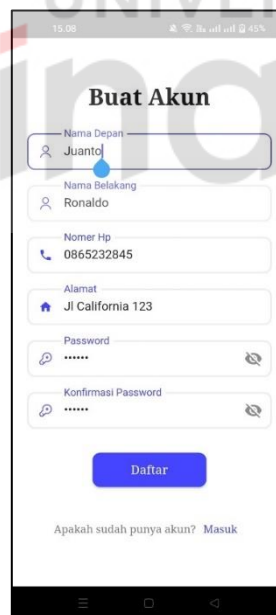 UNIVE
15.08 45%
Buat Akun
Nama Depan
Juanto
Nama Belakang
Ronaldo
Nomer Hp
0865232845
Alamat
Jl California 123
Password
••••••
Konfirmasi Password
••••••
Daftar
Apakah sudah punya akun? Masuk